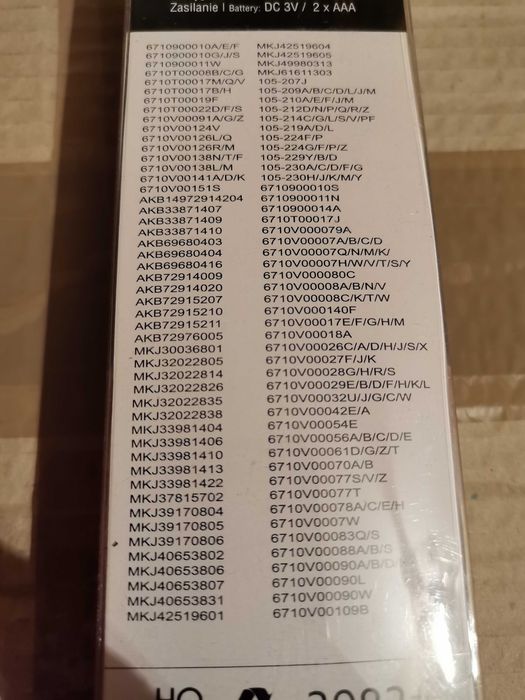 Zasilanie | Battery: DC 3V / 2 x AAA
6710900010A/E/F MKJ42519604
6710900010G/J/S MKJ42519605
6710900011W MKJ49980313
6710T00008B/C/G MKJ61611303
6710T00017M/Q/V 105-207J
6710T00017B/H 105-209A/B/C/D/L/J/M
6710T00019F 105-210A/E/F/J/M
6710T00022D/F/S 105-212D/N/P/Q/R/Z
6710V00091A/G/Z 105-214C/G/L/S/V/PF
6710V00124V 105-219A/D/L
6710V00126L/Q 105-224F/P
6710V00126R/M 105-224G/F/P/Z
6710V00138N/T/F 105-229Y/B/D
6710V00138L/M 105-230A/C/D/F/G
6710V00141A/D/K 105-230H/J/K/M/Y
6710V00151S 6710900010S
AKB14972914204 6710900011N
AKB33871407 6710900014A
AKB33871409 6710T00017J
AKB33871410 6710V000079A
AKB69680403 6710V00007A/B/C/D
AKB69680404 6710V00007Q/N/M/K/
AKB69680416 6710V00007H/W/V/T/S/Y
AKB72914009 6710V000080C
AKB72914020 6710V00008A/B/N/V
AKB72915207 6710V00008C/K/T/W
AKB72915210 6710V000140F
AKB72915211 6710V00017E/F/G/H/M
AKB72976005 6710V00018A
MKJ30036801 6710V00026C/A/D/H/J/S/X
MKJ32022805 6710V00027F/J/K
MKJ32022814 6710V00028G/H/R/S
MKJ32022826 6710V00029E/B/D/F/H/K/L
MKJ32022835 6710V00032U/J/G/C/W
MKJ32022838 6710V00042E/A
MKJ33981404 6710V00054E
MKJ33981406 6710V00056A/B/C/D/E
MKJ33981410 6710V00061D/G/Z/T
MKJ33981413 6710V00070A/B
MKJ33981422 6710V00077S/V/Z
MKJ37815702 6710V00077T
MKJ39170804 6710V00078A/C/E/H
MKJ39170805 6710V0007W
MKJ39170806 6710V00083Q/S
MKJ40653802 6710V00088A/B/S
MKJ40653806 6710V00090A/B/D/
MKJ40653807 6710V00090L
MKJ40653831 6710V00090W
MKJ42519601 6710V00109B